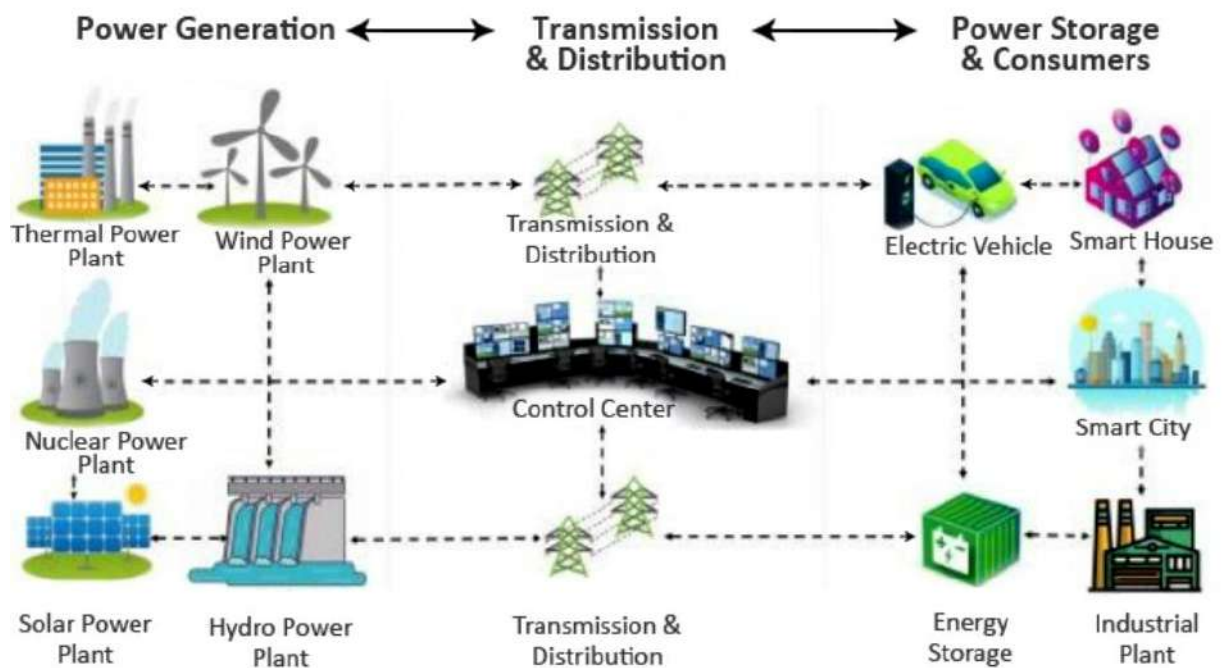 Power Generation
Transmission
& Distribution
Power Storage
& Consumers
Thermal Power
Plant
Wind Power
Plant
Transmission &
Distribution
Electric Vehicle
Smart House
Nuclear Power
Plant
Control Center
Smart City
Solar Power
Plant
Hydro Power
Plant
Transmission &
Distribution
Energy
Storage
Industrial
Plant